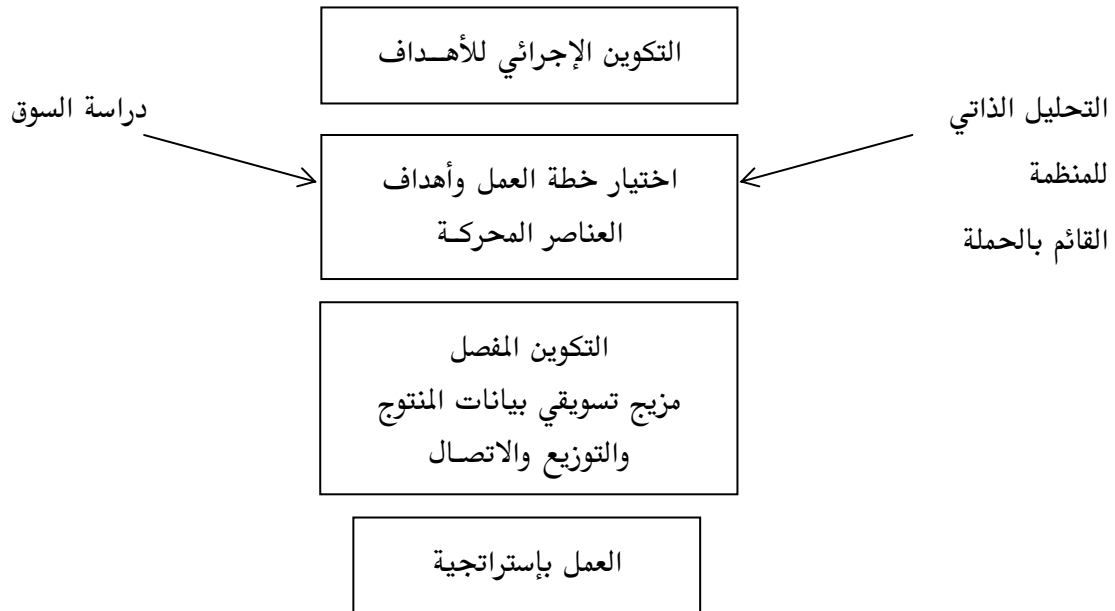 التكوين الإجرائي للأهـداف
التحليل الذاتي
للمنظمة
القائم بالحملة
دراسة السوق
اختيار خطة العمل وأهداف
العناصر المحركـة
التكوين المفصل
مزيج تسويقي بيانات المنتوج
والتوزيع والاتصـال
العمل بإستراتجية